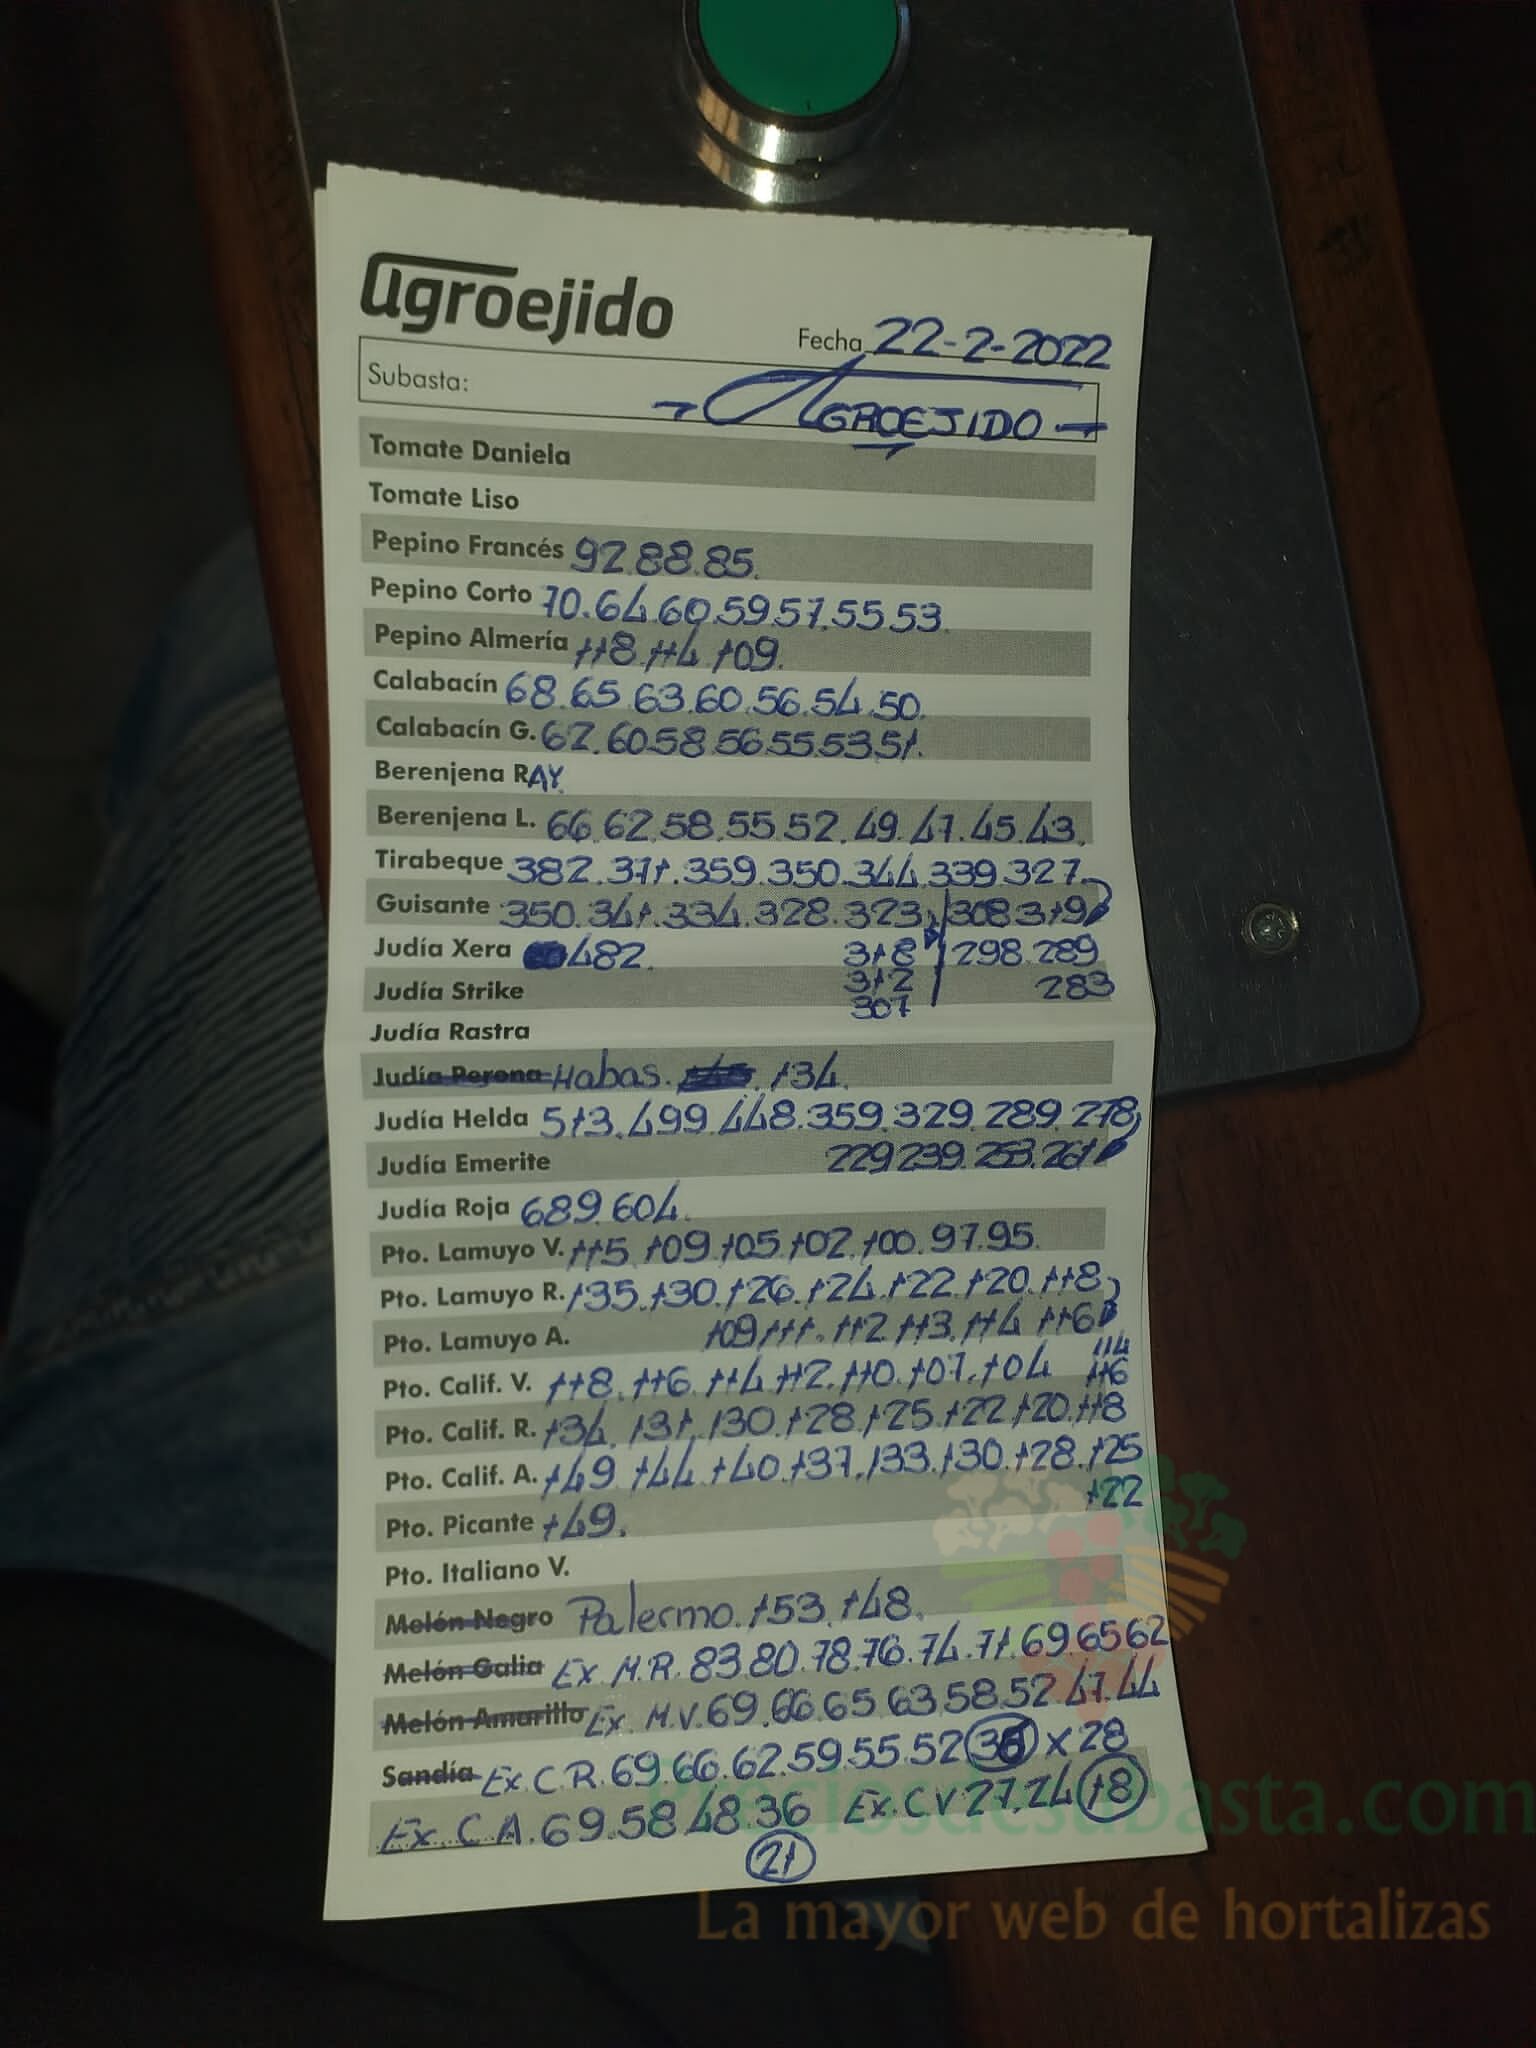 agroejido
Fecha 22-2-2022
Subasta: AGROEJIDO
Tomate Daniela
Tomate Liso
Pepino Francés 92.88.85.
Pepino Corto 70.64.60.59.57.55.53.
Pepino Almería 118.114.109.
Calabacín 68.65.63.60.56.54.50.
Calabacín G. 62.60.58.56.55.53.51.
Berenjena RAY.
Berenjena L. 66.62.58.55.52.49.47.45.43.
Tirabeque 382.371.359.350.344.339.327.
Guisante 350.341.334.328.323. 308 319
Judía Xera 482. 318 298.289
Judía Strike 312 283
307
Judía Rastra
Judía Perona Habas. 134.
Judía Helda 513.499.448.359.329.289.278
Judía Emerite 229 239.253.261
Judía Roja 689.604.
Pto. Lamuyo V. 115.109.105.102.100.97.95.
Pto. Lamuyo R. 135.130.126.124.122.120.118
Pto. Lamuyo A. 109 111.112.113.114 116
114
Pto. Calif. V. 118.116.114.112.110.107.104 116
Pto. Calif. R. 134.131.130.128.125.122.120.118
Pto. Calif. A. 149.144.140.137.133.130.128.125
122
Pto. Picante 149.
Pto. Italiano V.
Melón Negro Palermo. 153.148.
Melón Galia Ex.M.R. 83.80.78.76.74.71.69.65 62
Melón Amarillo Ex. M.V. 69.66.65.63.58.52 47.44
Sandía Ex.C.R. 69.66.62.59.55.52 36 x 28
Ex. C A. 69.58.48.36 Ex.C V 27.24 18
21
Preciosdesubasta.com
La mayor web de hortalizas